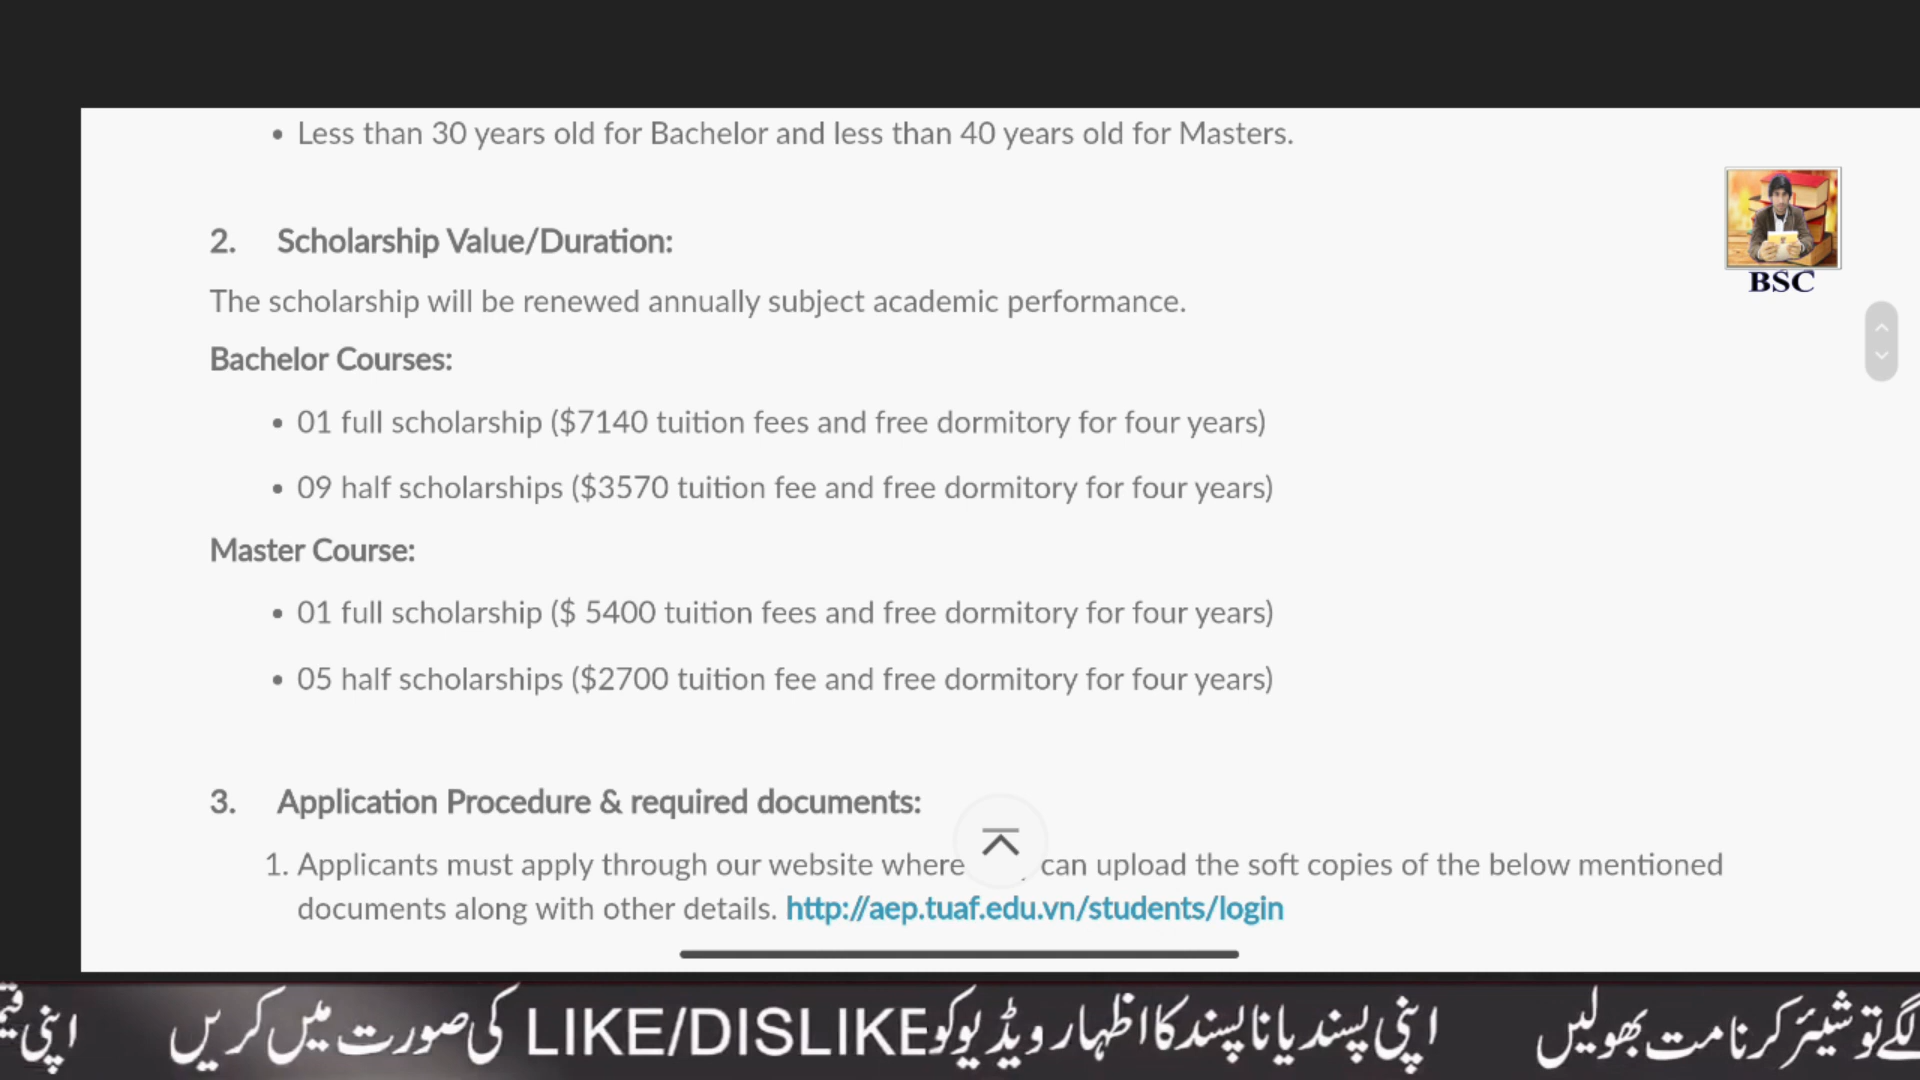 • Less than 30 years old for Bachelor and less than 40 years old for Masters.
BSC
2. Scholarship Value/Duration:
The scholarship will be renewed annually subject academic performance.
Bachelor Courses:
• 01 full scholarship ($7140 tuition fees and free dormitory for four years)
• 09 half scholarships ($3570 tuition fee and free dormitory for four years)
Master Course:
• 01 full scholarship ($ 5400 tuition fees and free dormitory for four years)
• 05 half scholarships ($2700 tuition fee and free dormitory for four years)
3. Application Procedure & required documents:
1. Applicants must apply through our website where can upload the soft copies of the below mentioned
documents along with other details. http://aep.tuaf.edu.vn/students/login
لگے تو شیئر کرنا مت بھولیں اپنی پسند یا نا پسند کا اظہار ویڈیو کو LIKE/DISLIKE کی صورت میں کریں اپنی